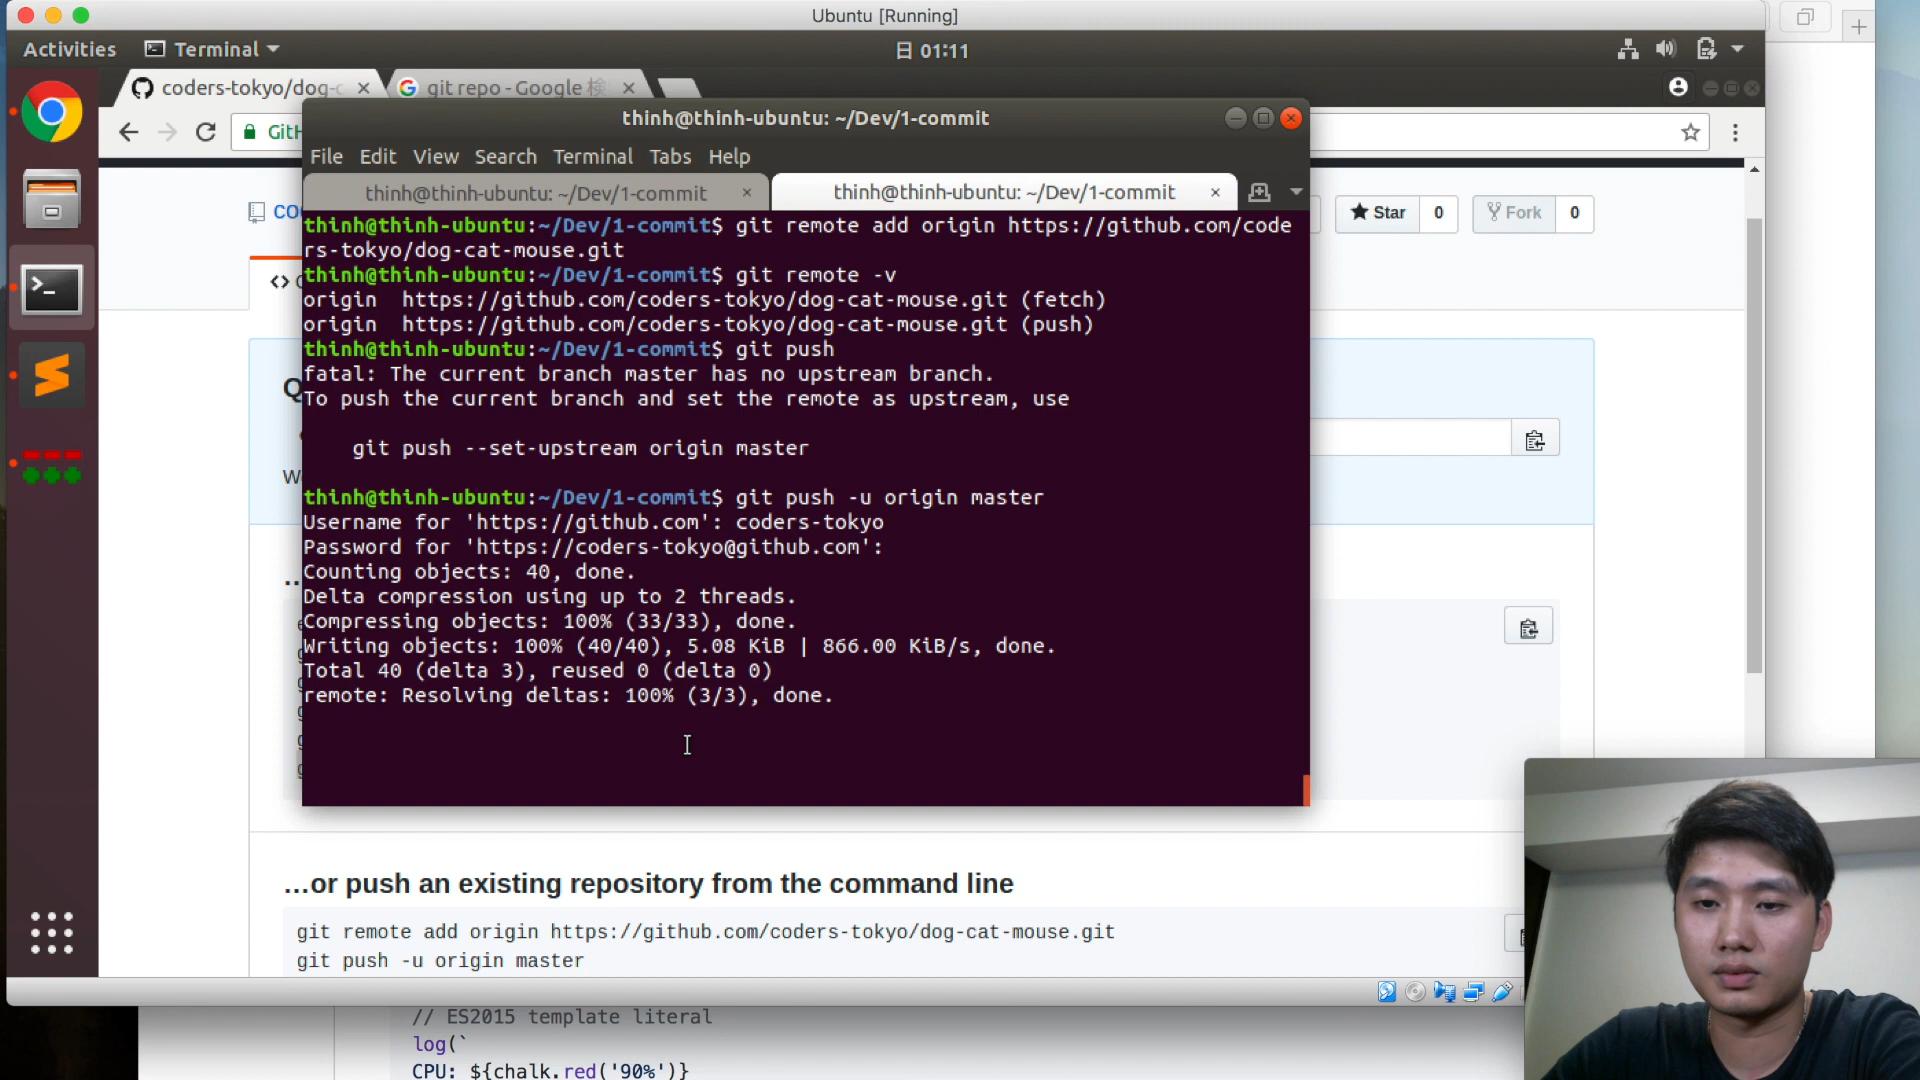 Ubuntu [Running]
Activities
Terminal
日 01:11
coders-tokyo/dog-c
git repo - Google 検
GitH
thinh@thinh-ubuntu: ~/Dev/1-commit
File Edit View Search Terminal Tabs Help
thinh@thinh-ubuntu: ~/Dev/1-commit
thinh@thinh-ubuntu: ~/Dev/1-commit
Star 0
Fork 0
thinh@thinh-ubuntu:~/Dev/1-commit$ git remote add origin https://github.com/code
rs-tokyo/dog-cat-mouse.git
thinh@thinh-ubuntu:~/Dev/1-commit$ git remote -v
origin  https://github.com/coders-tokyo/dog-cat-mouse.git (fetch)
origin  https://github.com/coders-tokyo/dog-cat-mouse.git (push)
thinh@thinh-ubuntu:~/Dev/1-commit$ git push
fatal: The current branch master has no upstream branch.
To push the current branch and set the remote as upstream, use
    git push --set-upstream origin master
thinh@thinh-ubuntu:~/Dev/1-commit$ git push -u origin master
Username for 'https://github.com': coders-tokyo
Password for 'https://coders-tokyo@github.com':
Counting objects: 40, done.
Delta compression using up to 2 threads.
Compressing objects: 100% (33/33), done.
Writing objects: 100% (40/40), 5.08 KiB | 866.00 KiB/s, done.
Total 40 (delta 3), reused 0 (delta 0)
remote: Resolving deltas: 100% (3/3), done.
…or push an existing repository from the command line
git remote add origin https://github.com/coders-tokyo/dog-cat-mouse.git
git push -u origin master
// ES2015 template literal
log(`
CPU: ${chalk.red('90%')}